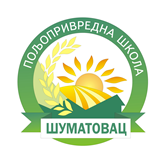 ПОЉОПРИВРЕДНА ШКОЛА
ШУМАТОВАЦ